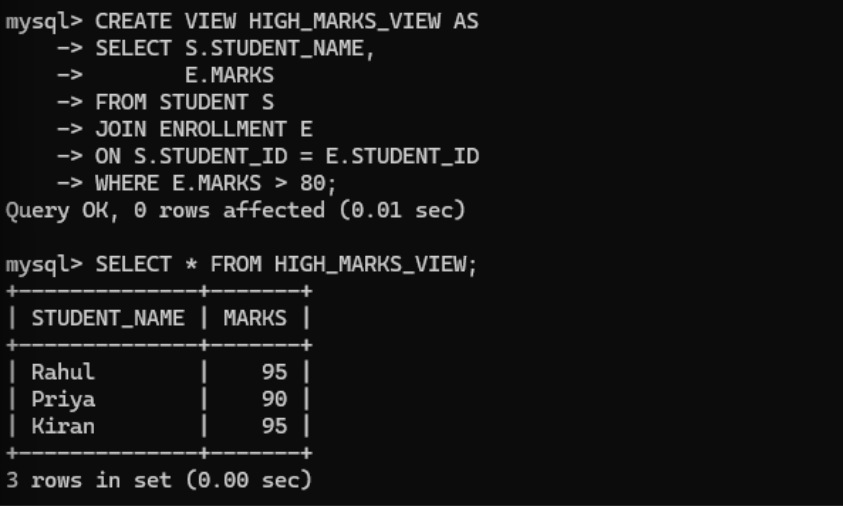 mysql> CREATE VIEW HIGH_MARKS_VIEW AS
    -> SELECT S.STUDENT_NAME,
    ->        E.MARKS
    -> FROM STUDENT S
    -> JOIN ENROLLMENT E
    -> ON S.STUDENT_ID = E.STUDENT_ID
    -> WHERE E.MARKS > 80;
Query OK, 0 rows affected (0.01 sec)

mysql> SELECT * FROM HIGH_MARKS_VIEW;
+--------------+-------+
| STUDENT_NAME | MARKS |
+--------------+-------+
| Rahul        |    95 |
| Priya        |    90 |
| Kiran        |    95 |
+--------------+-------+
3 rows in set (0.00 sec)